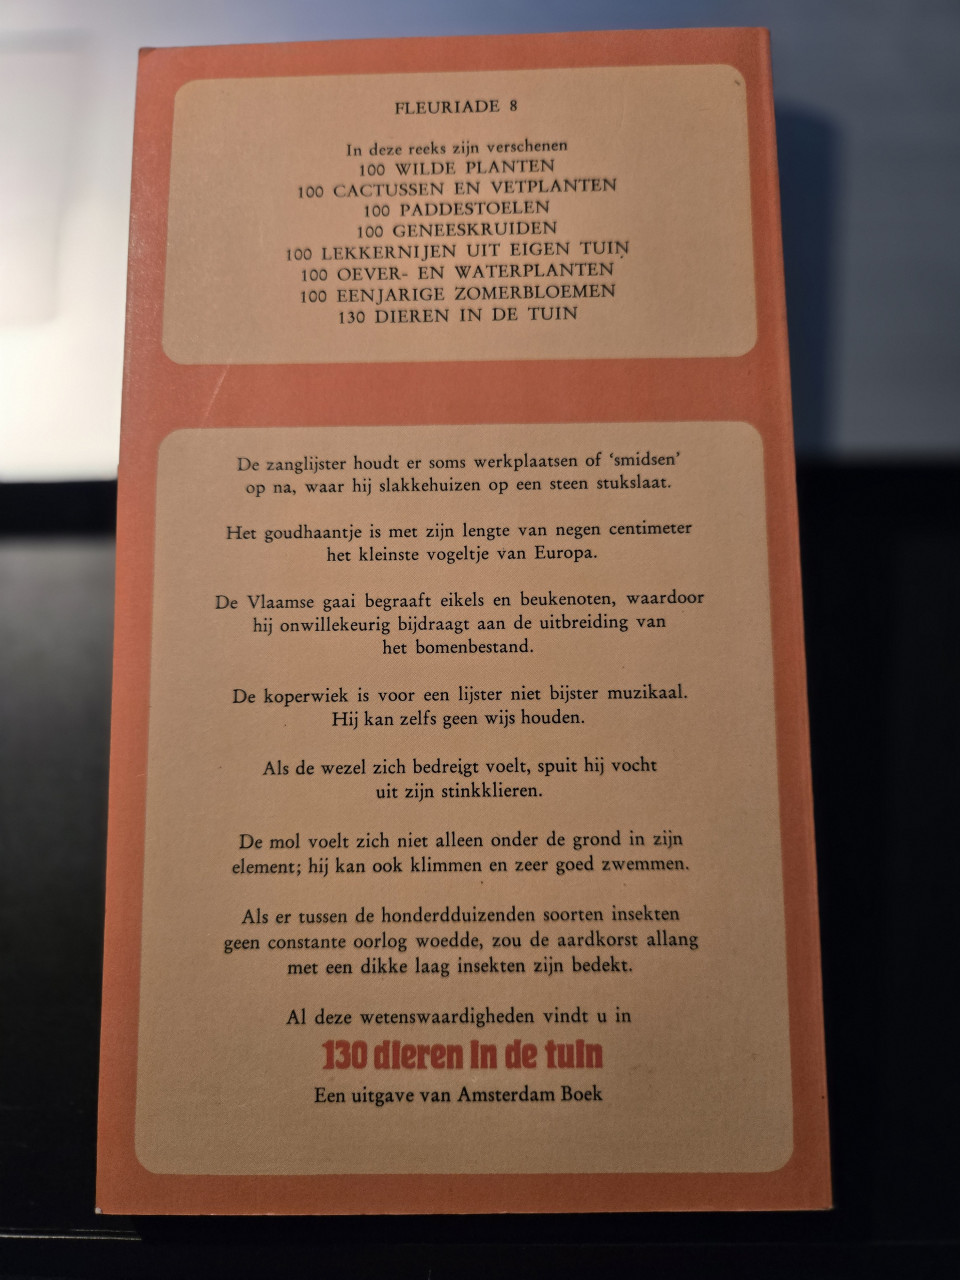 FLEURIADE 8
In deze reeks zijn verschenen
100 WILDE PLANTEN
100 CACTUSSEN EN VETPLANTEN
100 PADDESTOELEN
100 GENEESKRUIDEN
100 LEKKERNIJEN UIT EIGEN TUIN
100 OEVER- EN WATERPLANTEN
100 EENJARIGE ZOMERBLOEMEN
130 DIEREN IN DE TUIN
De zanglijster houdt er soms werkplaatsen of ‘smidsen’
op na, waar hij slakkehuizen op een steen stukslaat.
Het goudhaantje is met zijn lengte van negen centimeter
het kleinste vogeltje van Europa.
De Vlaamse gaai begraaft eikels en beukenoten, waardoor
hij onwillekeurig bijdraagt aan de uitbreiding van
het bomenbestand.
De koperwiek is voor een lijster niet bijster muzikaal.
Hij kan zelfs geen wijs houden.
Als de wezel zich bedreigt voelt, spuit hij vocht
uit zijn stinkklieren.
De mol voelt zich niet alleen onder de grond in zijn
element; hij kan ook klimmen en zeer goed zwemmen.
Als er tussen de honderdduizenden soorten insekten
geen constante oorlog woedde, zou de aardkorst allang
met een dikke laag insekten zijn bedekt.
Al deze wetenswaardigheden vindt u in
130 dieren in de tuin
Een uitgave van Amsterdam Boek